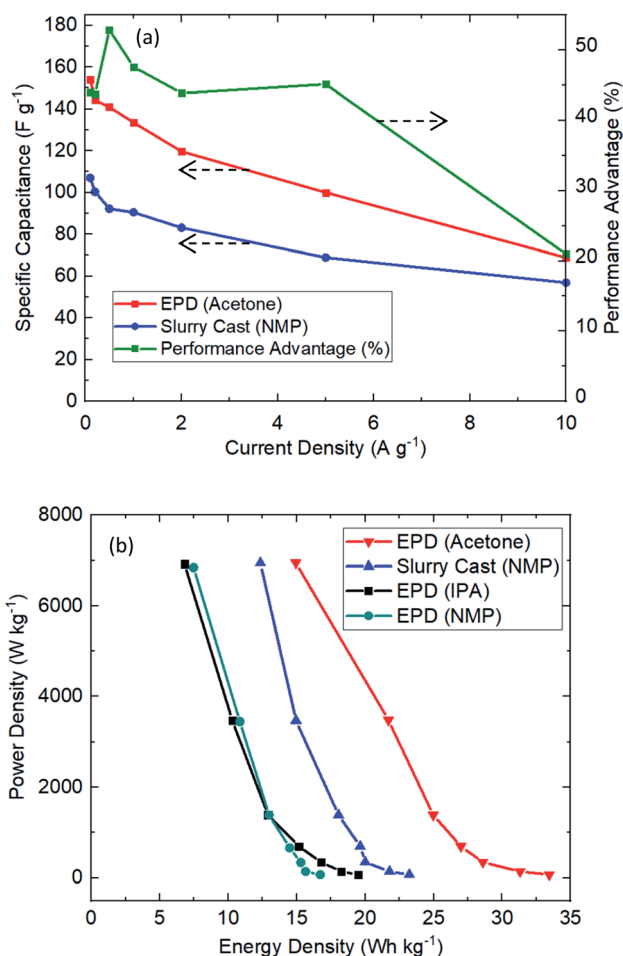 (a)
180
160
140
120
100
80
60
40
20
0
Specific Capacitance (F g⁻¹)
50
40
30
20
10
0
Performance Advantage (%)
EPD (Acetone)
Slurry Cast (NMP)
Performance Advantage (%)
0 2 4 6 8 10
Current Density (A g⁻¹)
(b)
8000
6000
4000
2000
0
Power Density (W kg⁻¹)
EPD (Acetone)
Slurry Cast (NMP)
EPD (IPA)
EPD (NMP)
0 5 10 15 20 25 30 35
Energy Density (Wh kg⁻¹)